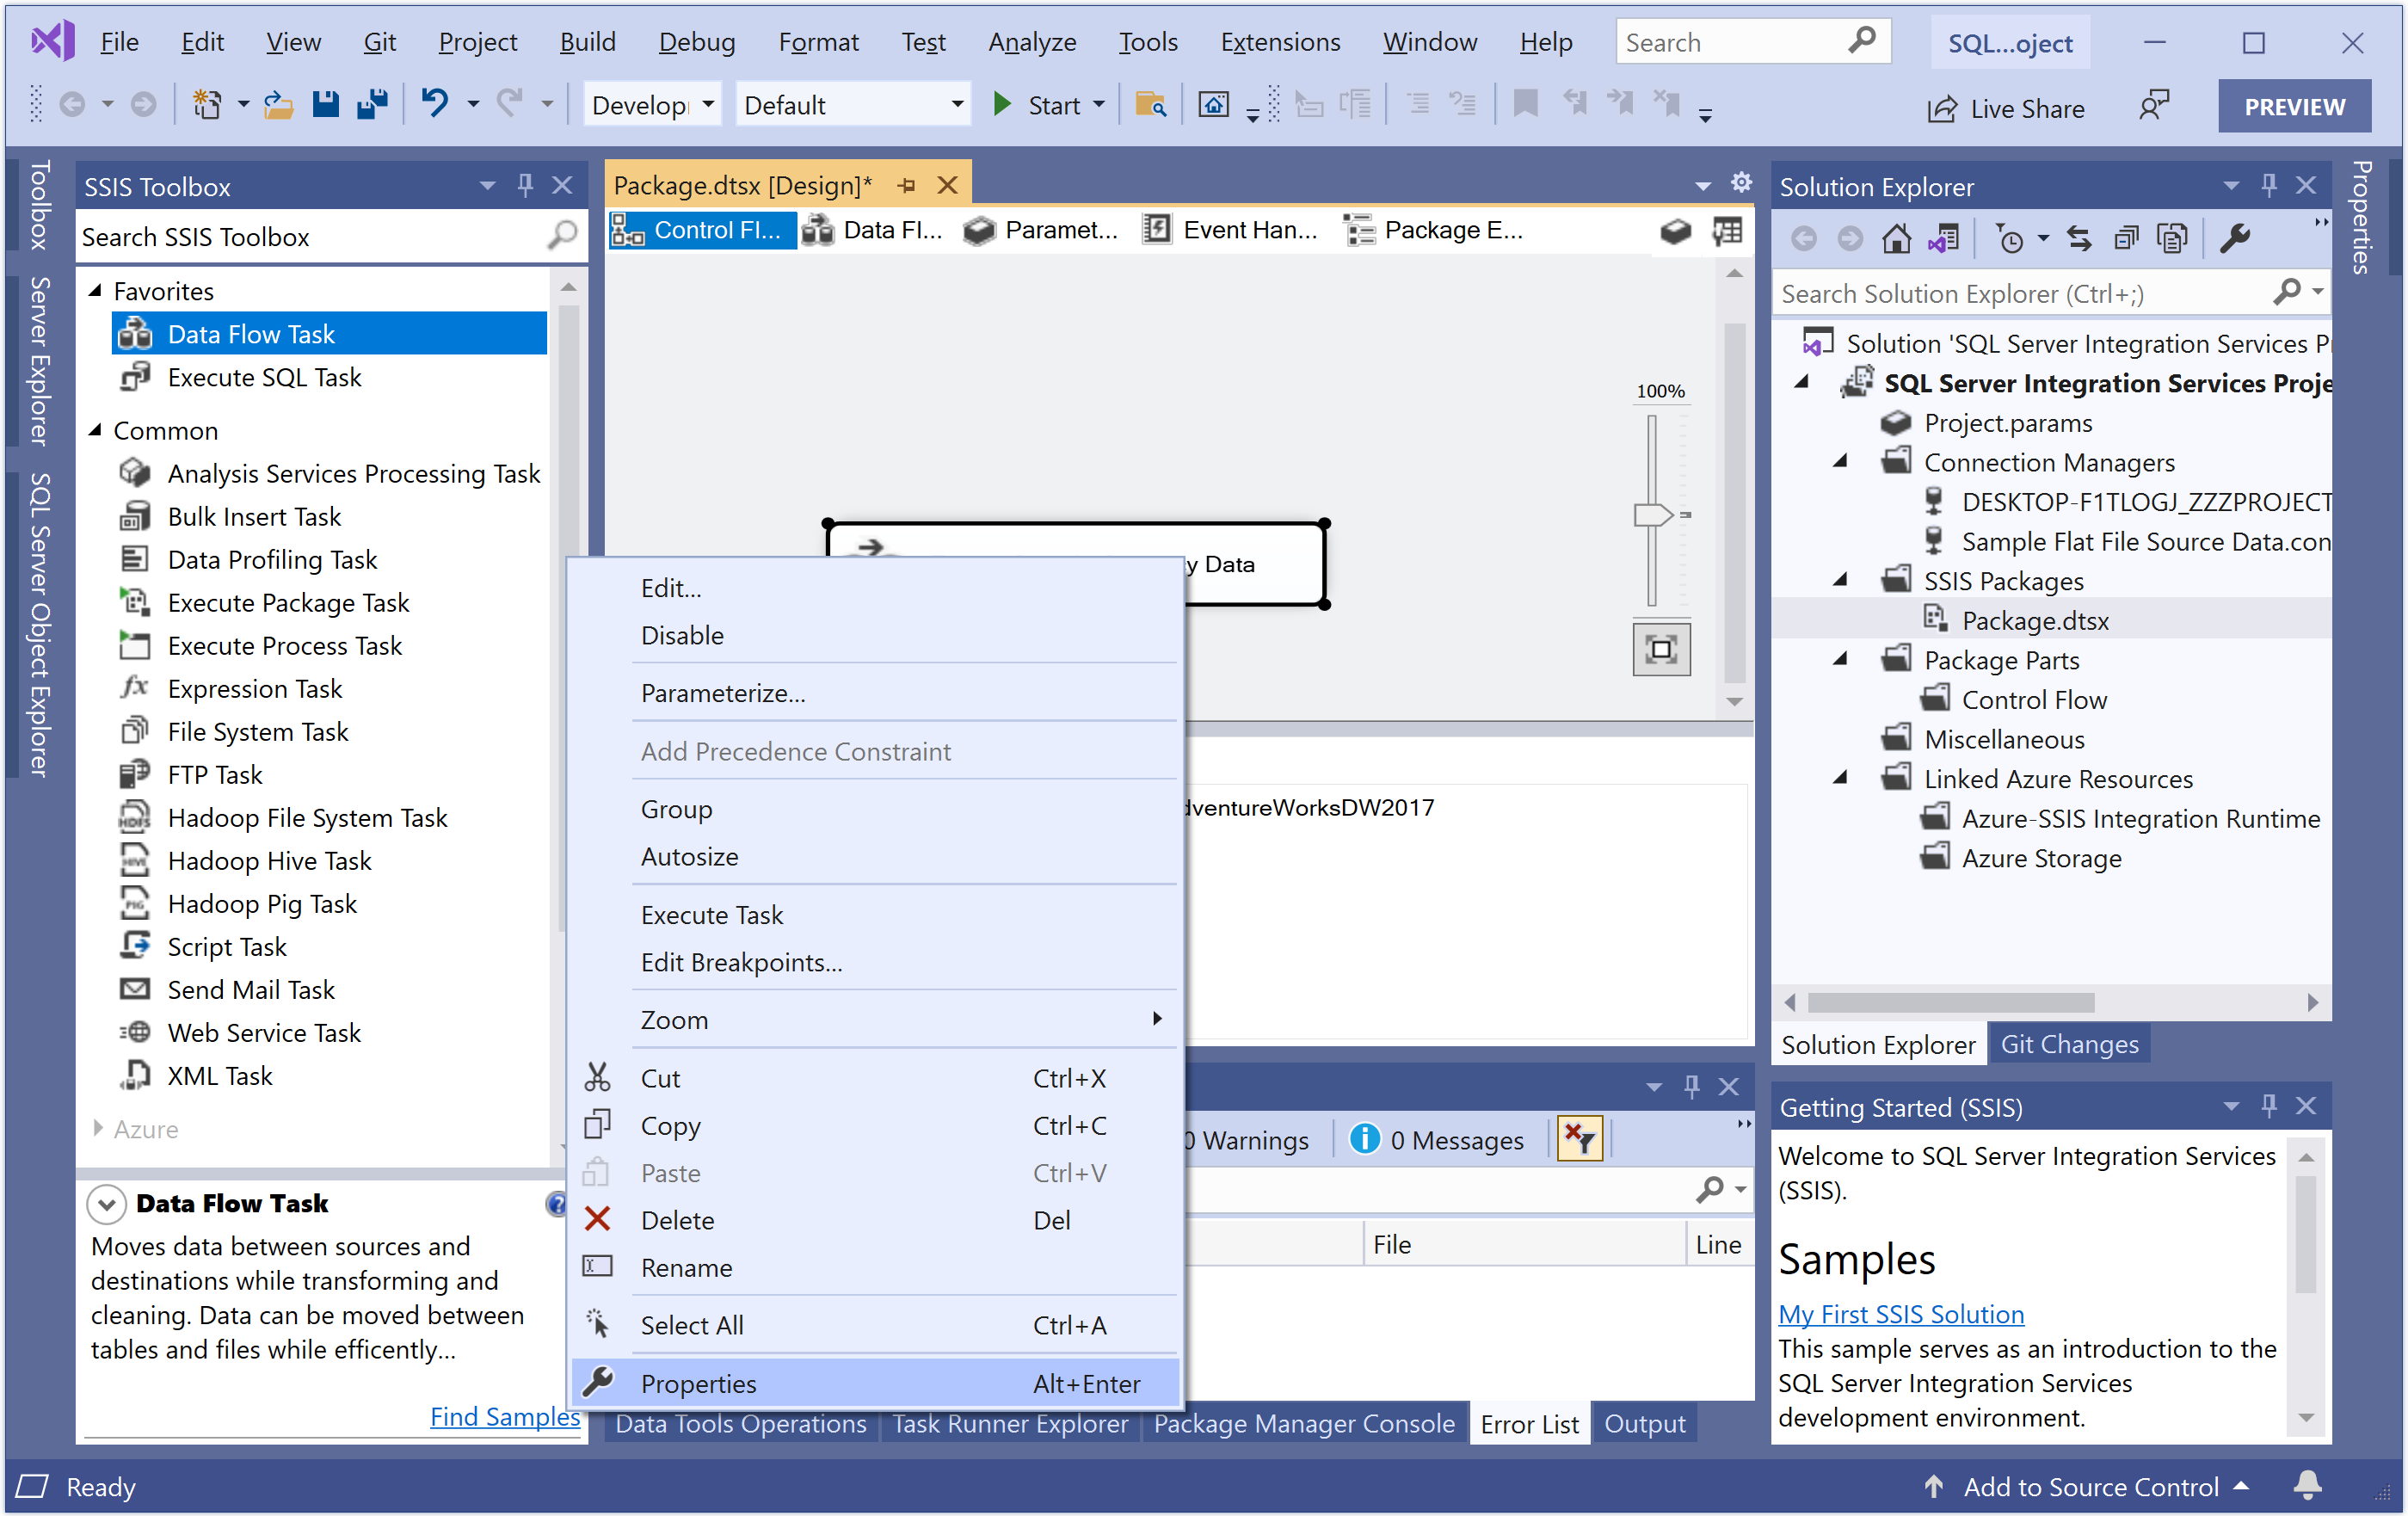 File Edit View Git Project Build Debug Format Test Analyze Tools Extensions Window Help Search SQL...oject
Develop Default Start Live Share PREVIEW
Toolbox
Server Explorer
SQL Server Object Explorer
SSIS Toolbox
Search SSIS Toolbox
Favorites
Data Flow Task
Execute SQL Task
Common
Analysis Services Processing Task
Bulk Insert Task
Data Profiling Task
Execute Package Task
Execute Process Task
Expression Task
File System Task
FTP Task
Hadoop File System Task
Hadoop Hive Task
Hadoop Pig Task
Script Task
Send Mail Task
Web Service Task
XML Task
Azure
Data Flow Task
Moves data between sources and
destinations while transforming and
cleaning. Data can be moved between
tables and files while efficently...
Find Samples
Package.dtsx [Design]*
Control Fl... Data Fl... Paramet... Event Han... Package E...
100%
y Data
dventureWorksDW2017
Edit...
Disable
Parameterize...
Add Precedence Constraint
Group
Autosize
Execute Task
Edit Breakpoints...
Zoom
Cut Ctrl+X
Copy Ctrl+C
Paste Ctrl+V
Delete Del
Rename
Select All Ctrl+A
Properties Alt+Enter
0 Warnings 0 Messages
File Line
Data Tools Operations Task Runner Explorer Package Manager Console Error List Output
Solution Explorer
Search Solution Explorer (Ctrl+;)
Solution 'SQL Server Integration Services P
SQL Server Integration Services Proje
Project.params
Connection Managers
DESKTOP-F1TLOGJ_ZZZPROJECT
Sample Flat File Source Data.con
SSIS Packages
Package.dtsx
Package Parts
Control Flow
Miscellaneous
Linked Azure Resources
Azure-SSIS Integration Runtime
Azure Storage
Solution Explorer Git Changes
Getting Started (SSIS)
Welcome to SQL Server Integration Services
(SSIS).
Samples
My First SSIS Solution
This sample serves as an introduction to the
SQL Server Integration Services
development environment.
Properties
Ready
Add to Source Control